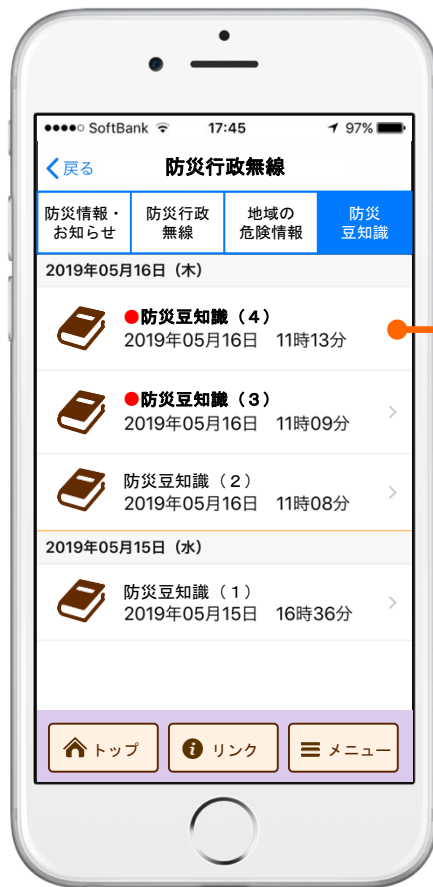 SoftBank 17:45 97%
戻る 防災行政無線
防災情報・
お知らせ
防災行政
無線
地域の
危険情報
防災
豆知識
2019年05月16日（木）
●防災豆知識（４）
2019年05月16日 11時13分
●防災豆知識（３）
2019年05月16日 11時09分
防災豆知識（２）
2019年05月16日 11時08分
2019年05月15日（水）
防災豆知識（１）
2019年05月15日 16時36分
トップ リンク メニュー